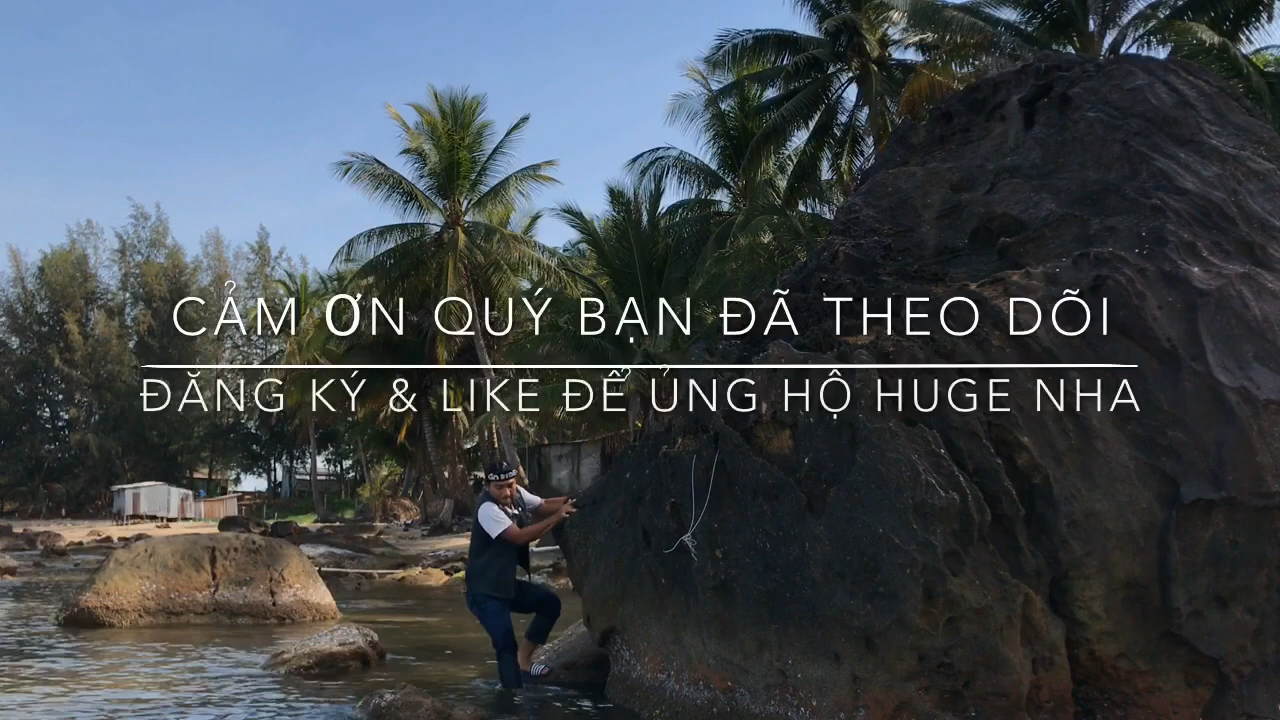 CẢM ƠN QUÝ BẠN ĐÃ THEO DÕI
ĐĂNG KÝ & LIKE ĐỂ ỦNG HỘ HUGE NHA